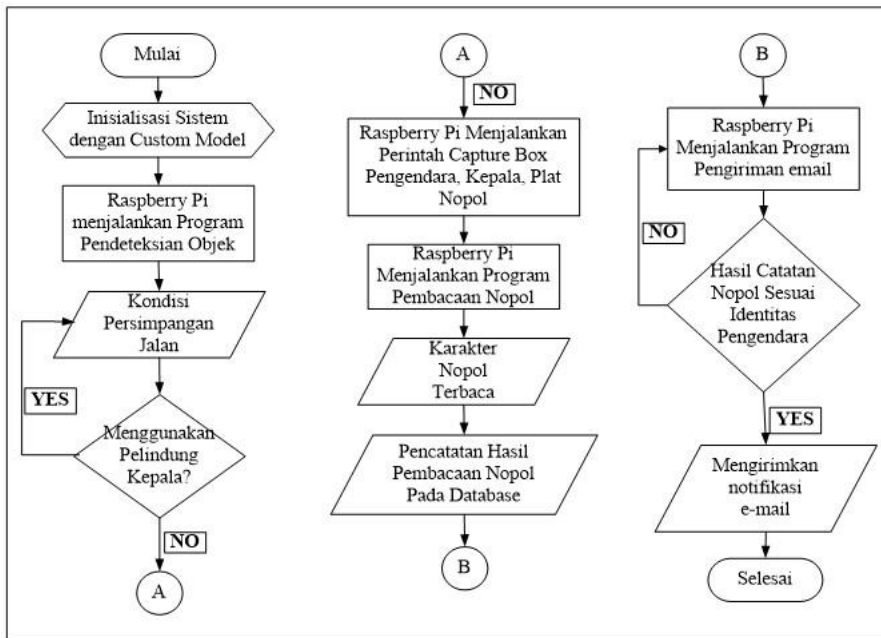 Mulai
Inisialisasi Sistem
dengan Custom Model
Raspberry Pi
menjalankan Program
Pendeteksian Objek
Kondisi
Persimpangan
Jalan
YES
Menggunakan
Pelindung
Kepala?
NO
A
A
NO
Raspberry Pi Menjalankan
Perintah Capture Box
Pengendara, Kepala, Plat
Nopol
Raspberry Pi
Menjalankan Program
Pembacaan Nopol
Karakter
Nopol
Terbaca
Pencatatan Hasil
Pembacaan Nopol
Pada Database
B
B
Raspberry Pi
Menjalankan Program
Pengiriman email
NO
Hasil Catatan
Nopol Sesuai
Identitas
Pengendara
YES
Mengirimkan
notifikasi
e-mail
Selesai